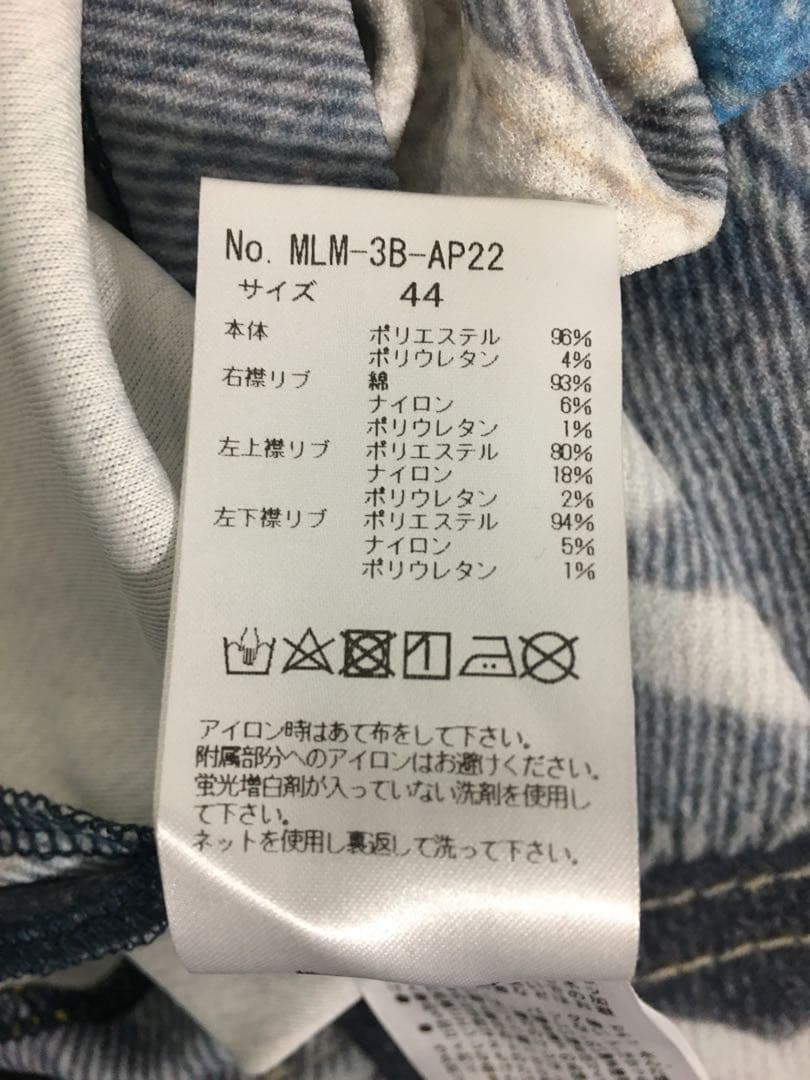 No. MLM-3B-AP22
サイズ 44
本体 ポリエステル 96%
ポリウレタン 4%
右襟リブ 綿 93%
ナイロン 6%
ポリウレタン 1%
左上襟リブ ポリエステル 80%
ナイロン 18%
ポリウレタン 2%
左下襟リブ ポリエステル 94%
ナイロン 5%
ポリウレタン 1%
アイロン時はあて布をして下さい。
附属部分へのアイロンはお避けください。
蛍光増白剤が入っていない洗剤を使用し
て下さい。
ネットを使用し裏返して洗って下さい。